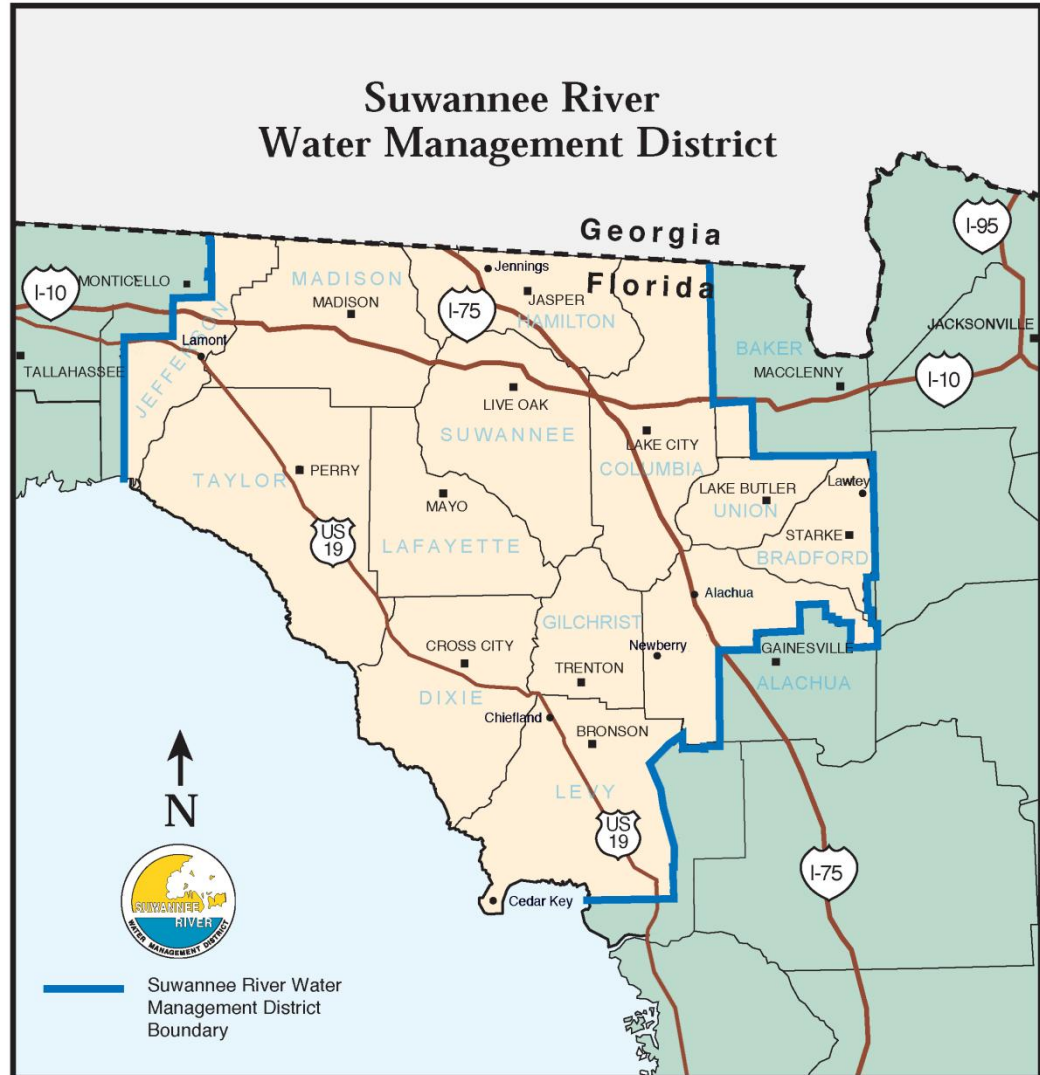 Suwannee River
Water Management District
Georgia
Florida
I-95
I-10
MONTICELLO
MADISON
MADISON
Jennings
I-75
JASPER
HAMILTON
JACKSONVILLE
BAKER
MACCLENNY
I-10
TALLAHASSEE
JEFFERSON
Lamont
LIVE OAK
SUWANNEE
LAKE CITY
COLUMBIA
TAYLOR
PERRY
MAYO
LAFAYETTE
LAKE BUTLER
UNION
Lawtey
STARKE
BRADFORD
US
19
Alachua
GILCHRIST
CROSS CITY
DIXIE
TRENTON
Newberry
GAINESVILLE
ALACHUA
Chiefland
BRONSON
LEVY
US
19
I-75
Cedar Key
N
SUWANNEE
RIVER
WATER MANAGEMENT DISTRICT
Suwannee River Water
Management District
Boundary